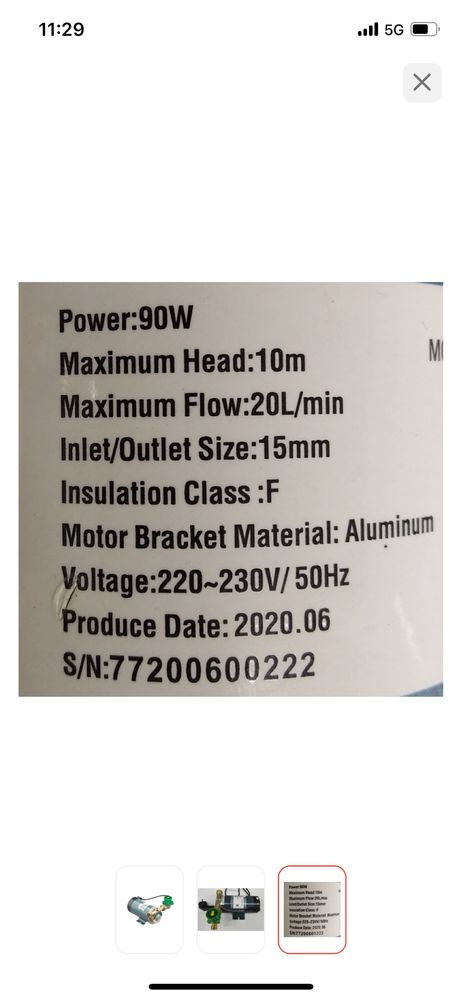 11:29
5G
Power:90W
Maximum Head:10m
Maximum Flow:20L/min
Inlet/Outlet Size:15mm
Insulation Class :F
Motor Bracket Material: Aluminum
Voltage:220~230V/ 50Hz
Produce Date: 2020.06
S/N:77200600222